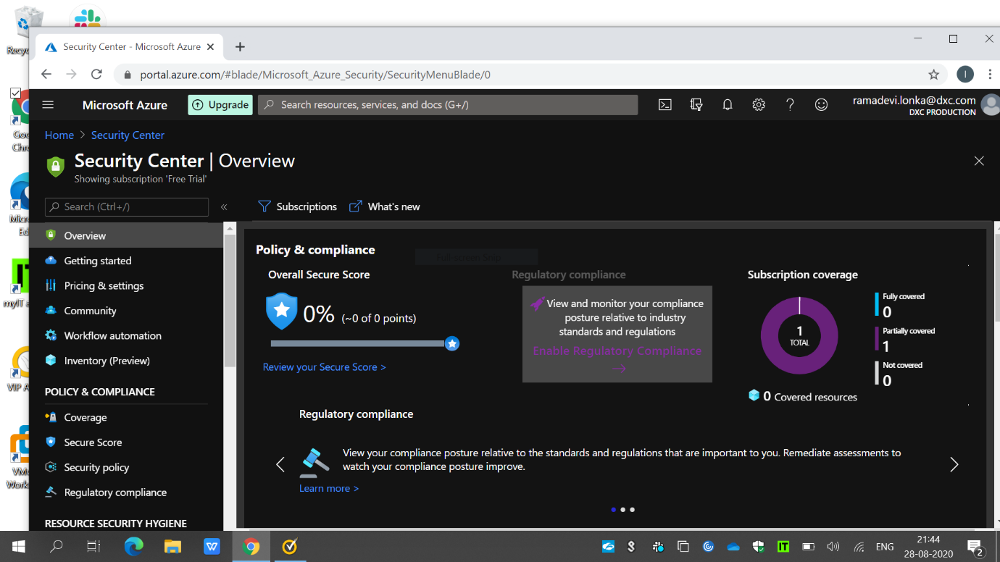 Recyc
Security Center - Microsoft Azure
portal.azure.com/#blade/Microsoft_Azure_Security/SecurityMenuBlade/0
I
Microsoft Azure
Upgrade
Search resources, services, and docs (G+/)
ramadevi.lonka@dxc.com
DXC PRODUCTION
Goo
Chro
Home > Security Center
Security Center | Overview
Showing subscription 'Free Trial'
Search (Ctrl+/)
«
Subscriptions
What's new
Micro
Ed
Overview
Getting started
Pricing & settings
Community
Workflow automation
Inventory (Preview)
POLICY & COMPLIANCE
Coverage
Secure Score
Security policy
Regulatory compliance
RESOURCE SECURITY HYGIENE
myIT a
VIP A
VMw
Works
Policy & compliance
Full-screen Snip
Overall Secure Score
0% (~0 of 0 points)
Review your Secure Score >
Regulatory compliance
View and monitor your compliance
posture relative to industry
standards and regulations
Enable Regulatory Compliance
Subscription coverage
1
TOTAL
Fully covered
0
Partially covered
1
Not covered
0
0 Covered resources
Regulatory compliance
View your compliance posture relative to the standards and regulations that are important to you. Remediate assessments to
watch your compliance posture improve.
Learn more >
ENG
21:44
28-08-2020
2